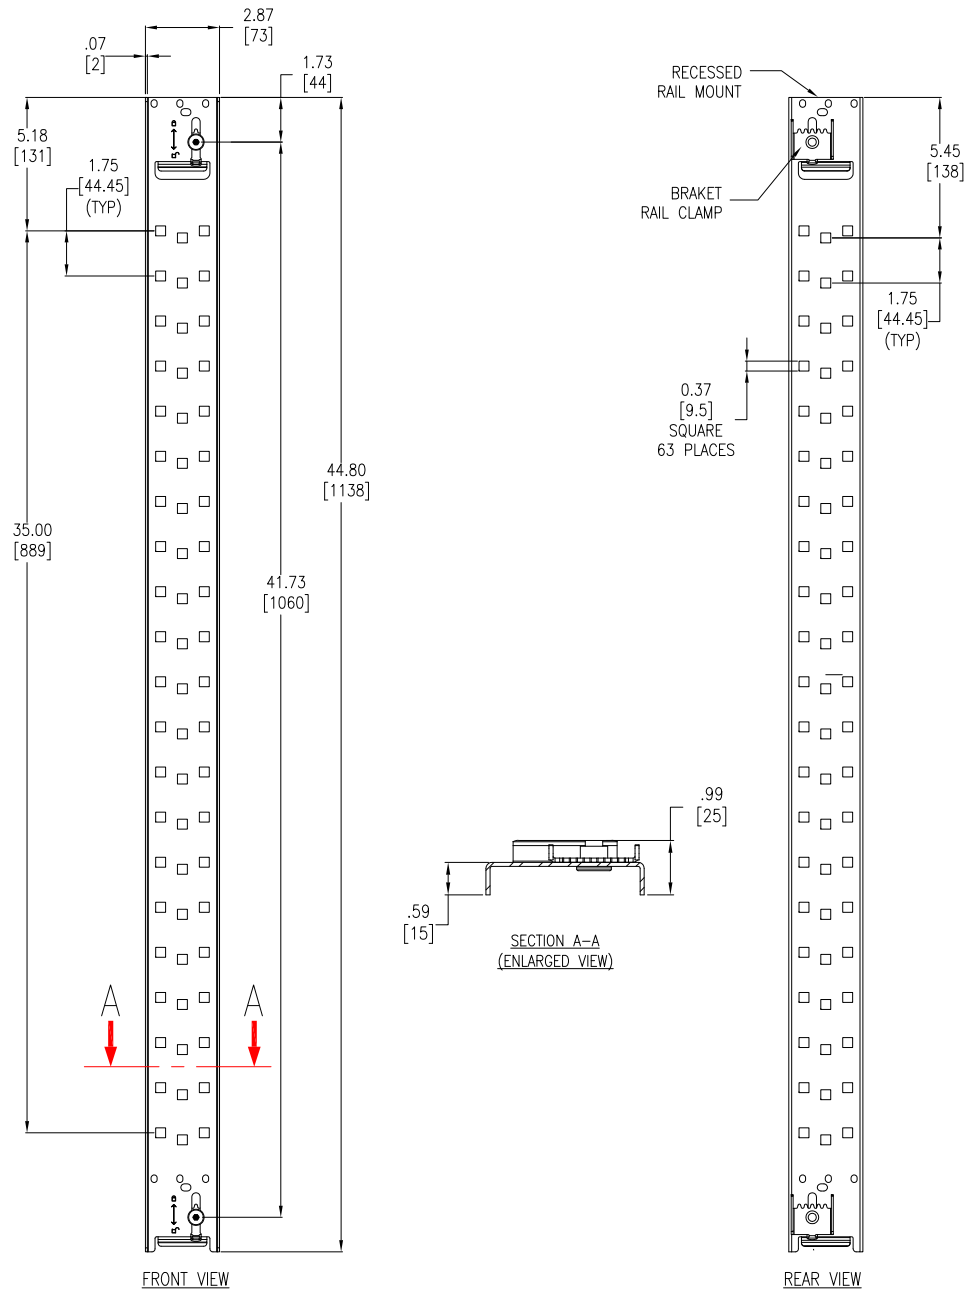 2.87
[73]
.07
[2]
1.73
[44]
5.18
[131]
1.75
[44.45]
(TYP)
35.00
[889]
44.80
[1138]
41.73
[1060]
A
A
FRONT VIEW
.99
[25]
.59
[15]
SECTION A-A
(ENLARGED VIEW)
RECESSED
RAIL MOUNT
BRAKET
RAIL CLAMP
5.45
[138]
1.75
[44.45]
(TYP)
0.37
[9.5]
SQUARE
63 PLACES
REAR VIEW